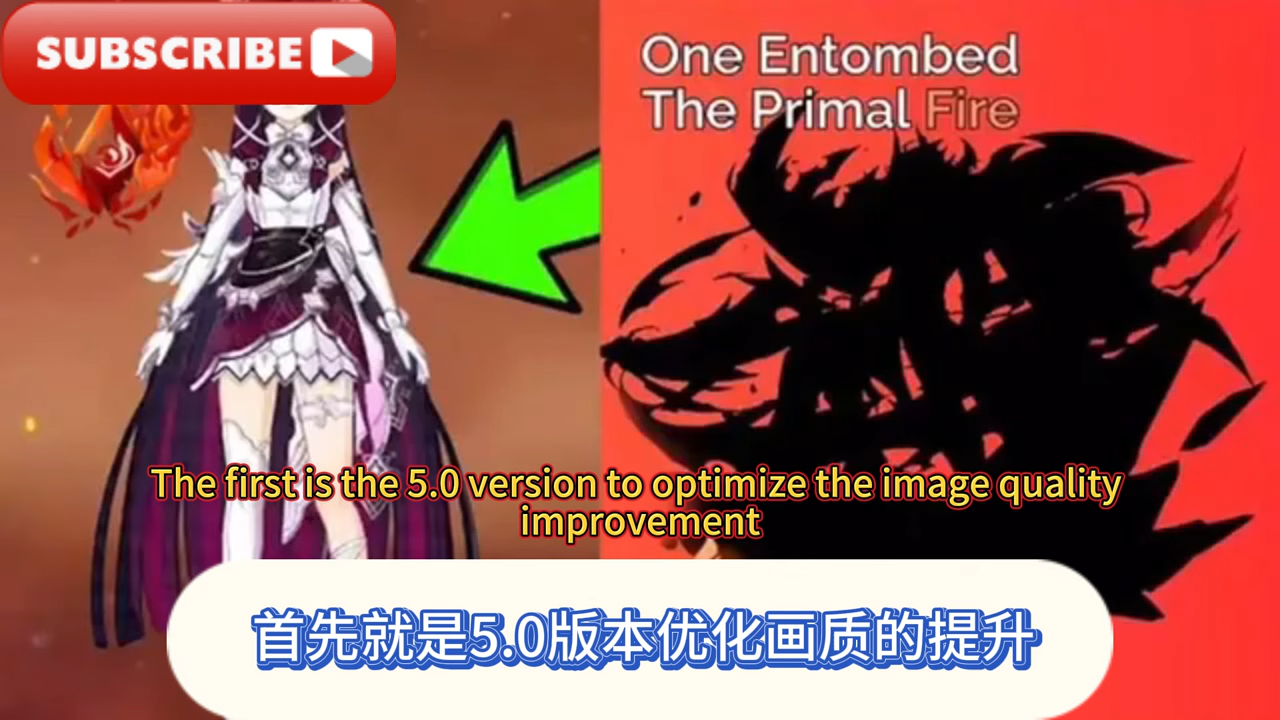 SUBSCRIBE
One Entombed
The Primal Fire
The first is the 5.0 version to optimize the image quality
improvement
首先就是5.0版本优化画质的提升